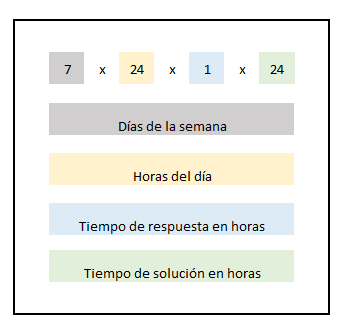 7 x 24 x 1 x 24
Días de la semana
Horas del día
Tiempo de respuesta en horas
Tiempo de solución en horas